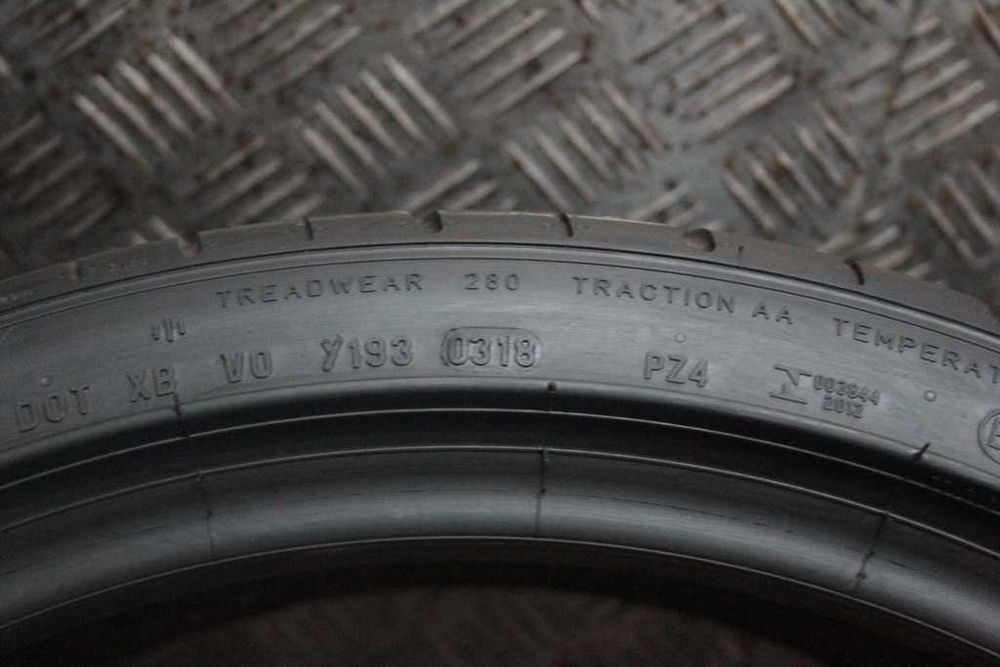 TREADWEAR 280 TRACTION AA TEMPERAT
DOT XB V0 Y193 0318 PZ4
003844
2012